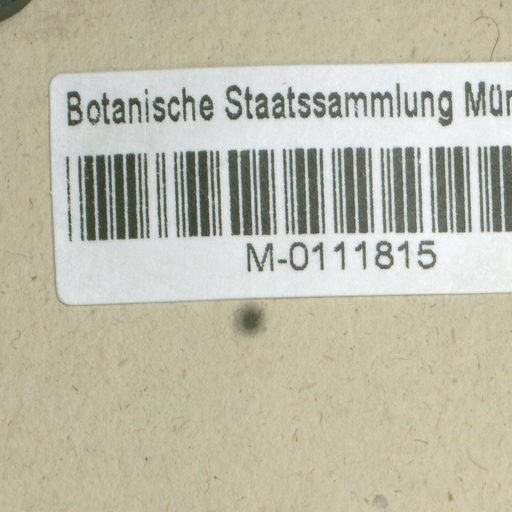 Botanische Staatssammlung Mün
M-0111815